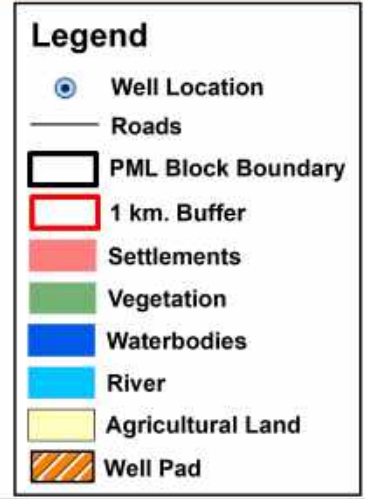 Legend
Well Location
Roads
PML Block Boundary
1 km. Buffer
Settlements
Vegetation
Waterbodies
River
Agricultural Land
Well Pad